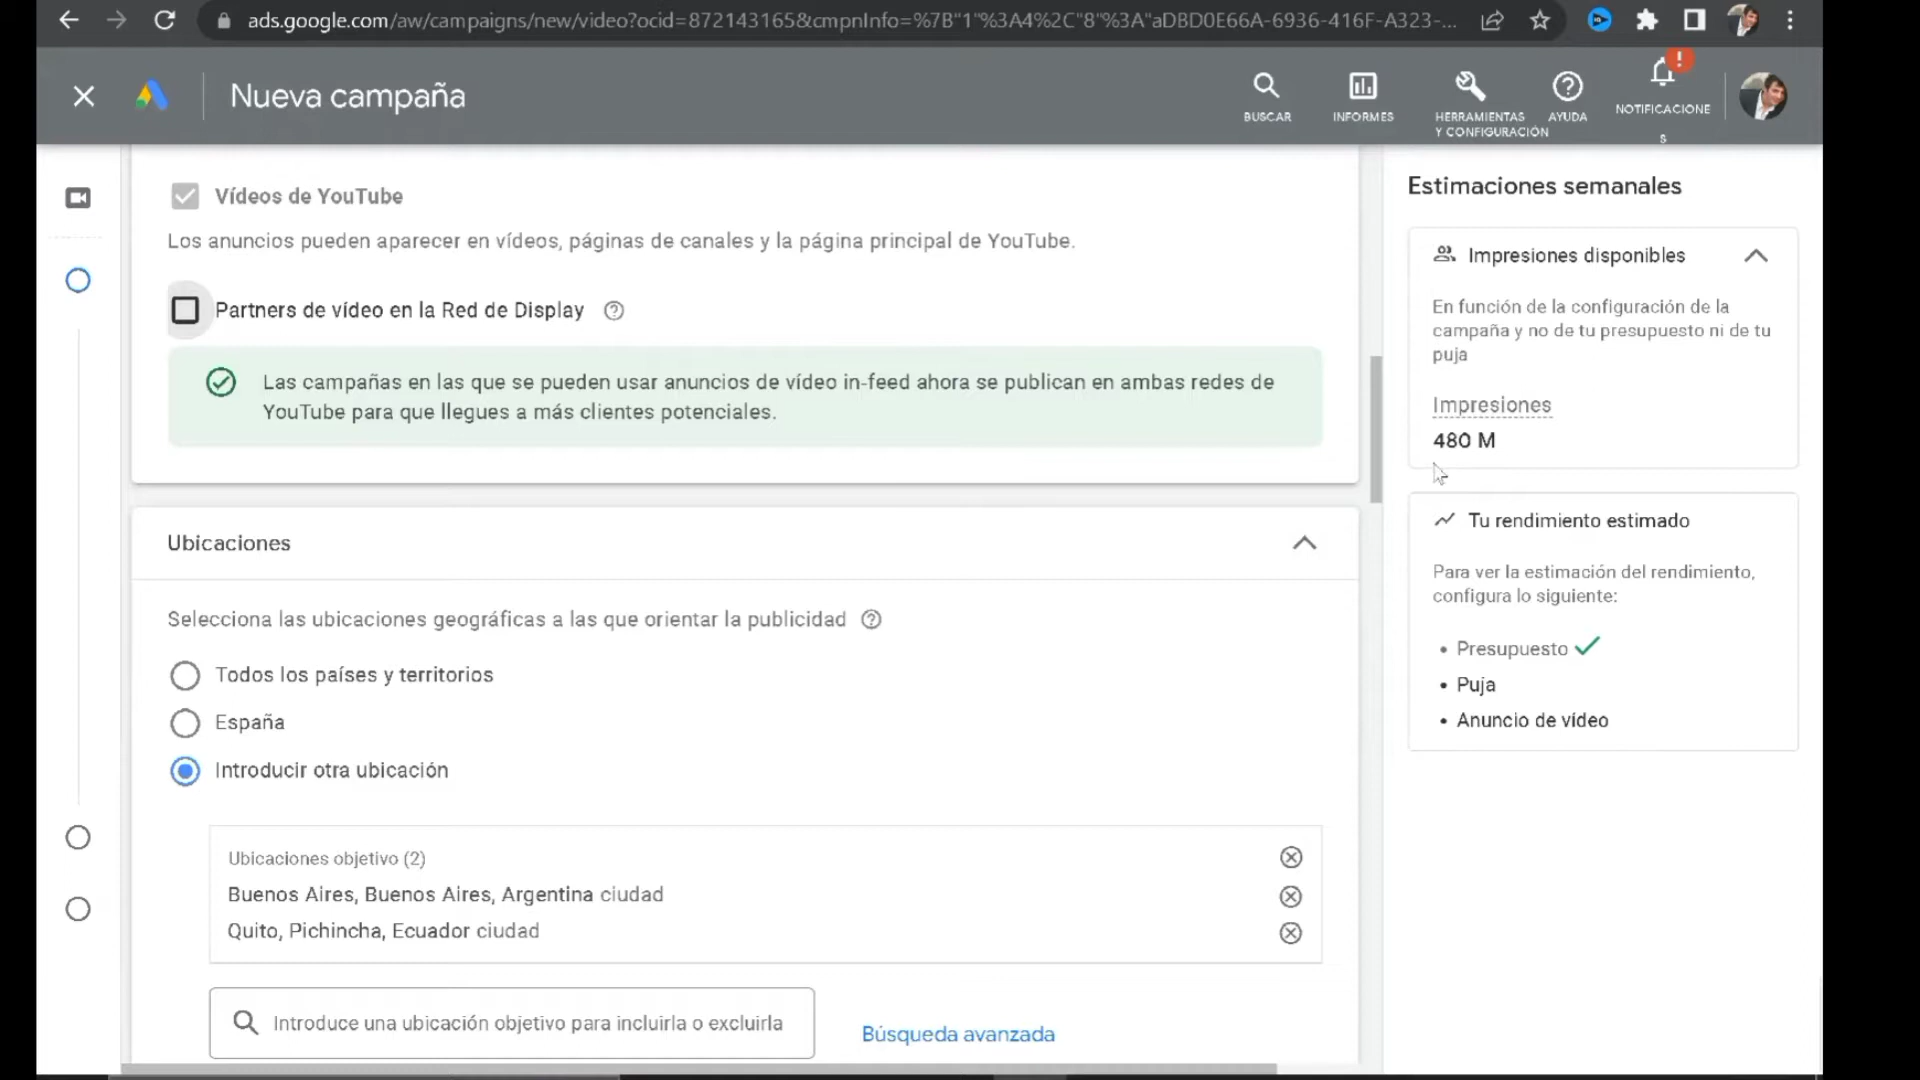 ads.google.com/aw/campaigns/new/video?ocid=872143165&cmpnInfo=%7B"1"%3A4%2C"8"%3A"aDBD0E66A-6936-416F-A323-...
Nueva campaña
BUSCAR
INFORMES
HERRAMIENTAS
Y CONFIGURACIÓN
AYUDA
!
NOTIFICACIONE
s
Vídeos de YouTube
Los anuncios pueden aparecer en vídeos, páginas de canales y la página principal de YouTube.
Partners de vídeo en la Red de Display
Las campañas en las que se pueden usar anuncios de vídeo in-feed ahora se publican en ambas redes de
YouTube para que llegues a más clientes potenciales.
Ubicaciones
Selecciona las ubicaciones geográficas a las que orientar la publicidad
Todos los países y territorios
España
Introducir otra ubicación
Ubicaciones objetivo (2)
Buenos Aires, Buenos Aires, Argentina ciudad
Quito, Pichincha, Ecuador ciudad
Introduce una ubicación objetivo para incluirla o excluirla
Búsqueda avanzada
Estimaciones semanales
Impresiones disponibles
En función de la configuración de la
campaña y no de tu presupuesto ni de tu
puja
Impresiones
480 M
Tu rendimiento estimado
Para ver la estimación del rendimiento,
configura lo siguiente:
• Presupuesto
• Puja
• Anuncio de vídeo